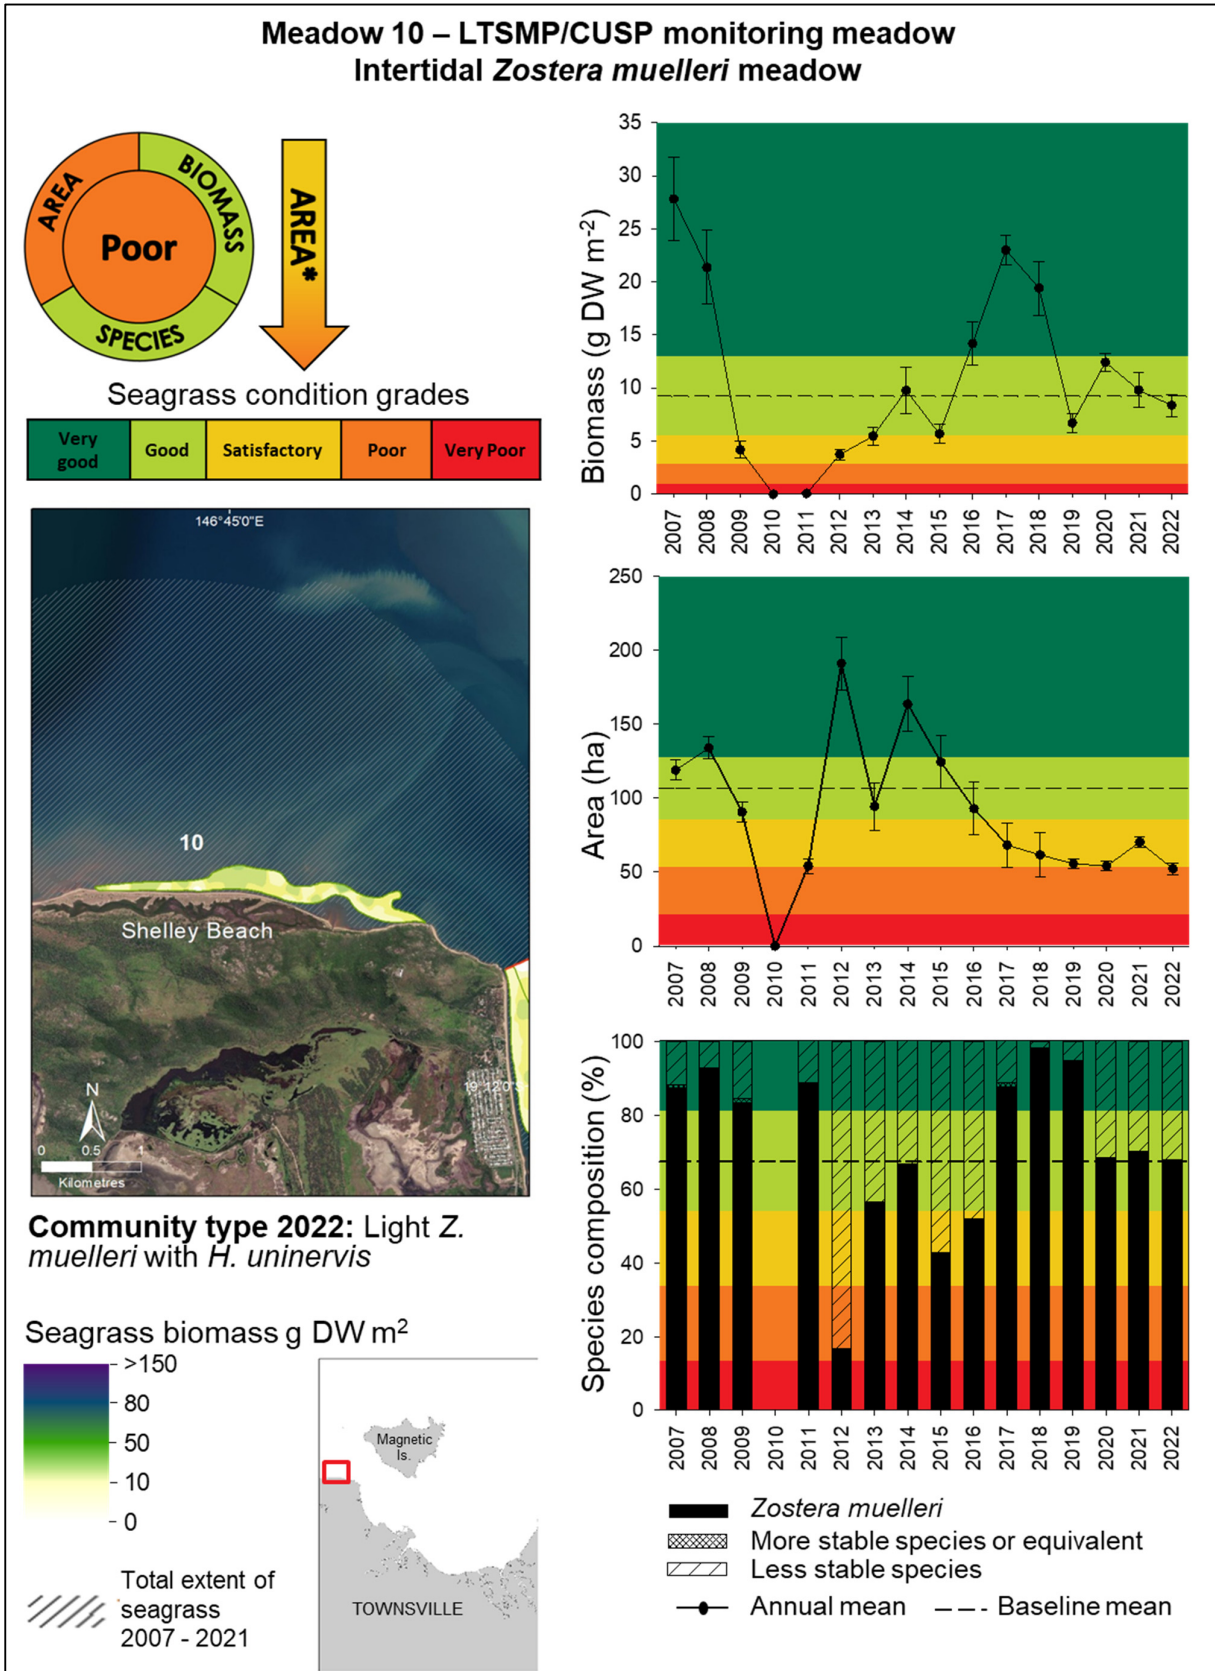 Meadow 10 – LTSMP/CUSP monitoring meadow
Intertidal Zostera muelleri meadow
AREA
BIOMASS
SPECIES
Poor
AREA*
Seagrass condition grades
Very good
Good
Satisfactory
Poor
Very Poor
146°45'0"E
10
Shelley Beach
19°12'0"S
N
0 0.5 1
Kilometres
Community type 2022: Light Z.
muelleri with H. uninervis
Seagrass biomass g DW m2
>150
80
50
10
0
Total extent of
seagrass
2007 - 2021
Magnetic
Is.
TOWNSVILLE
Biomass (g DW m-2)
35
30
25
20
15
10
5
0
2007 2008 2009 2010 2011 2012 2013 2014 2015 2016 2017 2018 2019 2020 2021 2022
Area (ha)
250
200
150
100
50
0
2007 2008 2009 2010 2011 2012 2013 2014 2015 2016 2017 2018 2019 2020 2021 2022
Species composition (%)
100
80
60
40
20
0
2007 2008 2009 2010 2011 2012 2013 2014 2015 2016 2017 2018 2019 2020 2021 2022
Zostera muelleri
More stable species or equivalent
Less stable species
Annual mean
Baseline mean